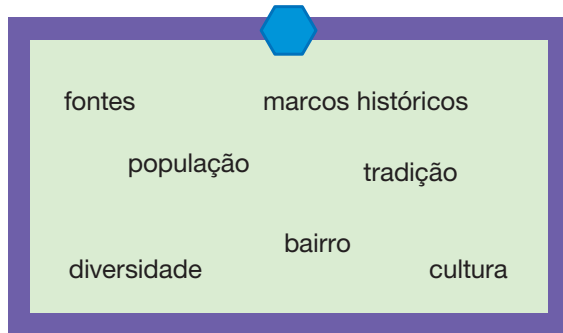 fontes
marcos históricos
população
tradição
bairro
diversidade
cultura